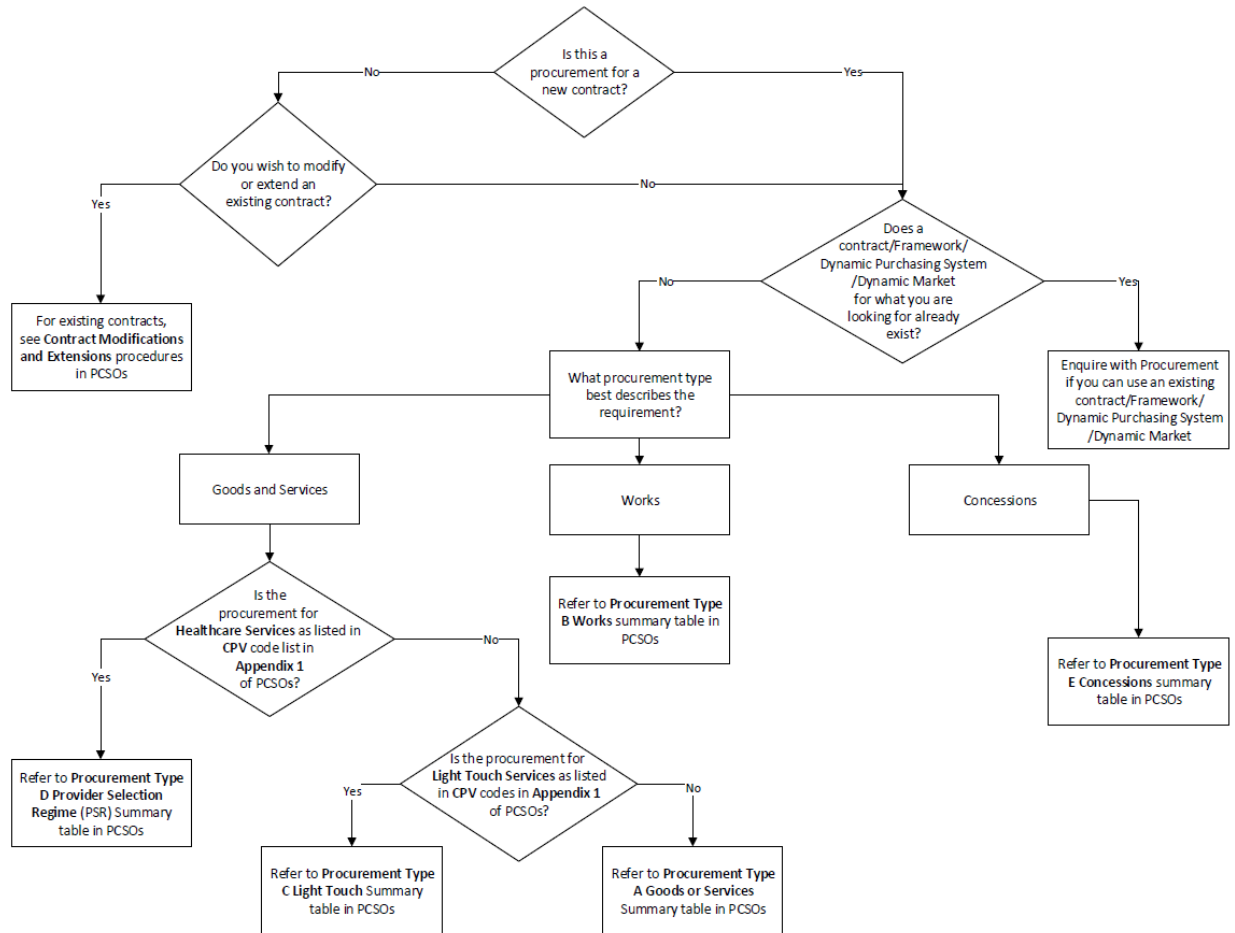 Is this a
procurement for a
new contract?
No
Yes
Do you wish to modify
or extend an
existing contract?
Yes
No
Does a
contract/Framework/
Dynamic Purchasing System
/Dynamic Market
for what you are
looking for already
exist?
No
Yes
For existing contracts,
see Contract Modifications
and Extensions procedures
in PCSOs
What procurement type
best describes the
requirement?
Enquire with Procurement
if you can use an existing
contract/Framework/
Dynamic Purchasing System
/Dynamic Market
Goods and Services
Works
Concessions
Is the
procurement for
Healthcare Services as listed in
CPV code list in
Appendix 1
of PCSOs?
Yes
No
Refer to Procurement Type
B Works summary table in
PCSOs
Refer to Procurement Type
E Concessions summary
table in PCSOs
Refer to Procurement Type
D Provider Selection
Regime (PSR) Summary
table in PCSOs
Is the procurement for
Light Touch Services as listed
in CPV codes in Appendix 1
of PCSOs?
Yes
No
Refer to Procurement Type
C Light Touch Summary
table in PCSOs
Refer to Procurement Type
A Goods or Services
Summary table in PCSOs